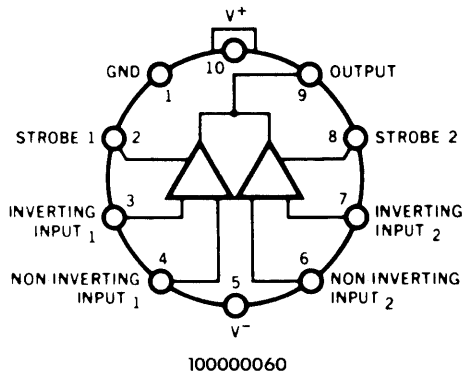 V+
10
GND
1
OUTPUT
9
STROBE 1
2
8
STROBE 2
3
INVERTING
INPUT 1
7
INVERTING
INPUT 2
4
NON INVERTING
INPUT 1
5
V−
6
NON INVERTING
INPUT 2
100000060